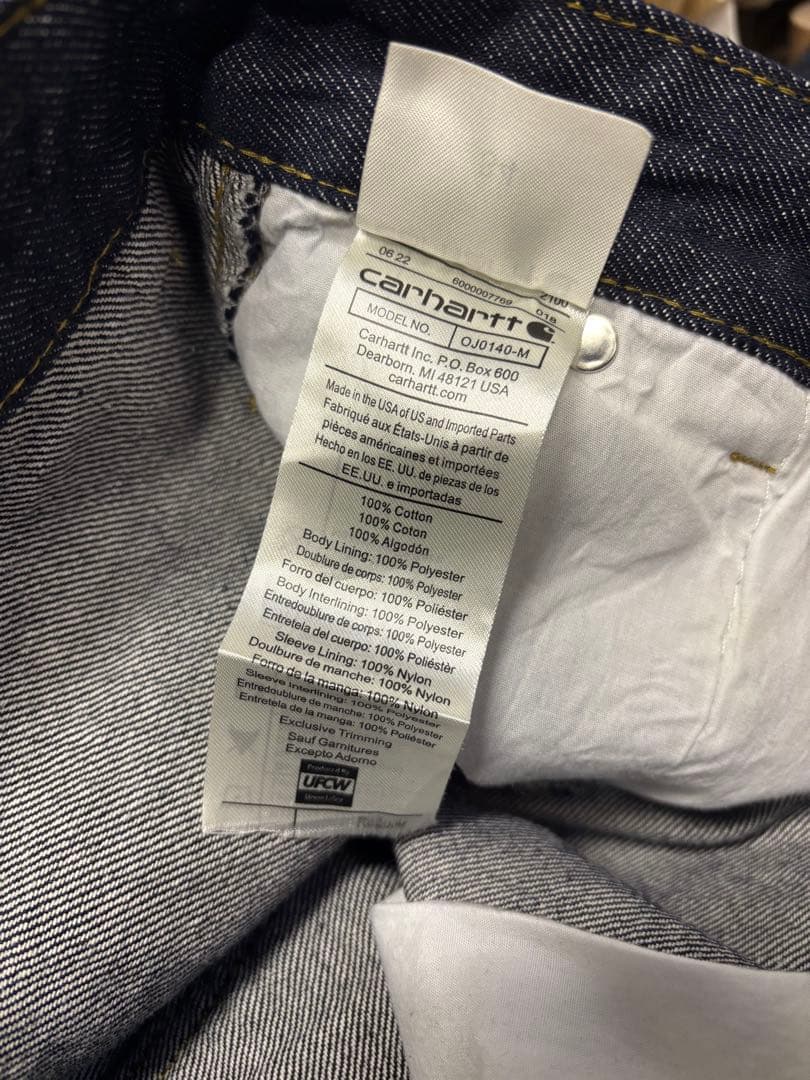 06 22
6000007769
2100
018
carhartt
MODEL NO. OJ0140-M
Carhartt Inc. P.O. Box 600
Dearborn, MI 48121 USA
carhartt.com
Made in the USA of US and Imported Parts
Fabriqué aux États-Unis à partir de
pièces américaines et importées
Hecho en los EE. UU. de piezas de los
EE.UU. e importadas
100% Cotton
100% Coton
100% Algodón
Body Lining: 100% Polyester
Doublure de corps: 100% Polyester
Forro del cuerpo: 100% Poliéster
Body Interlining: 100% Polyester
Entredoublure de corps: 100% Polyester
Entretela del cuerpo: 100% Poliéstèr
Sleeve Lining: 100% Nylon
Doulbure de manche: 100% Nylon
Forro de la manga: 100% Nylon
Sleeve Interlining: 100% Polyester
Entredoublure de manche: 100% Polyester
Entretela de la manga: 100% Poliéster
Exclusive Trimming
Sauf Garnitures
Excepto Adorno
Produced By
UFCW
Union Labor